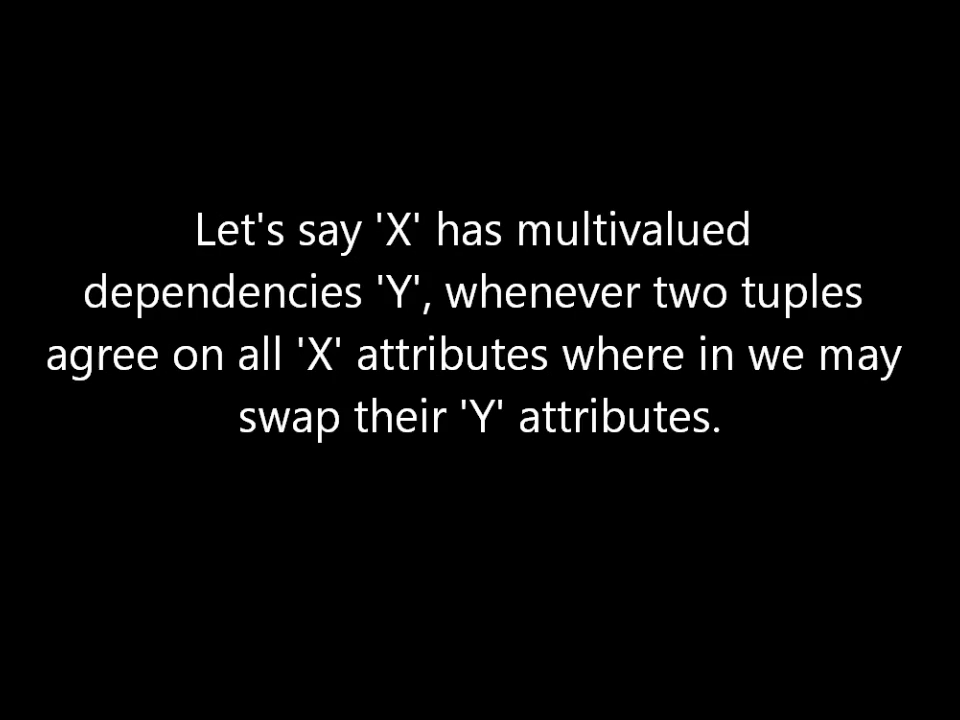 Let's say 'X' has multivalued
dependencies 'Y', whenever two tuples
agree on all 'X' attributes where in we may
swap their 'Y' attributes.